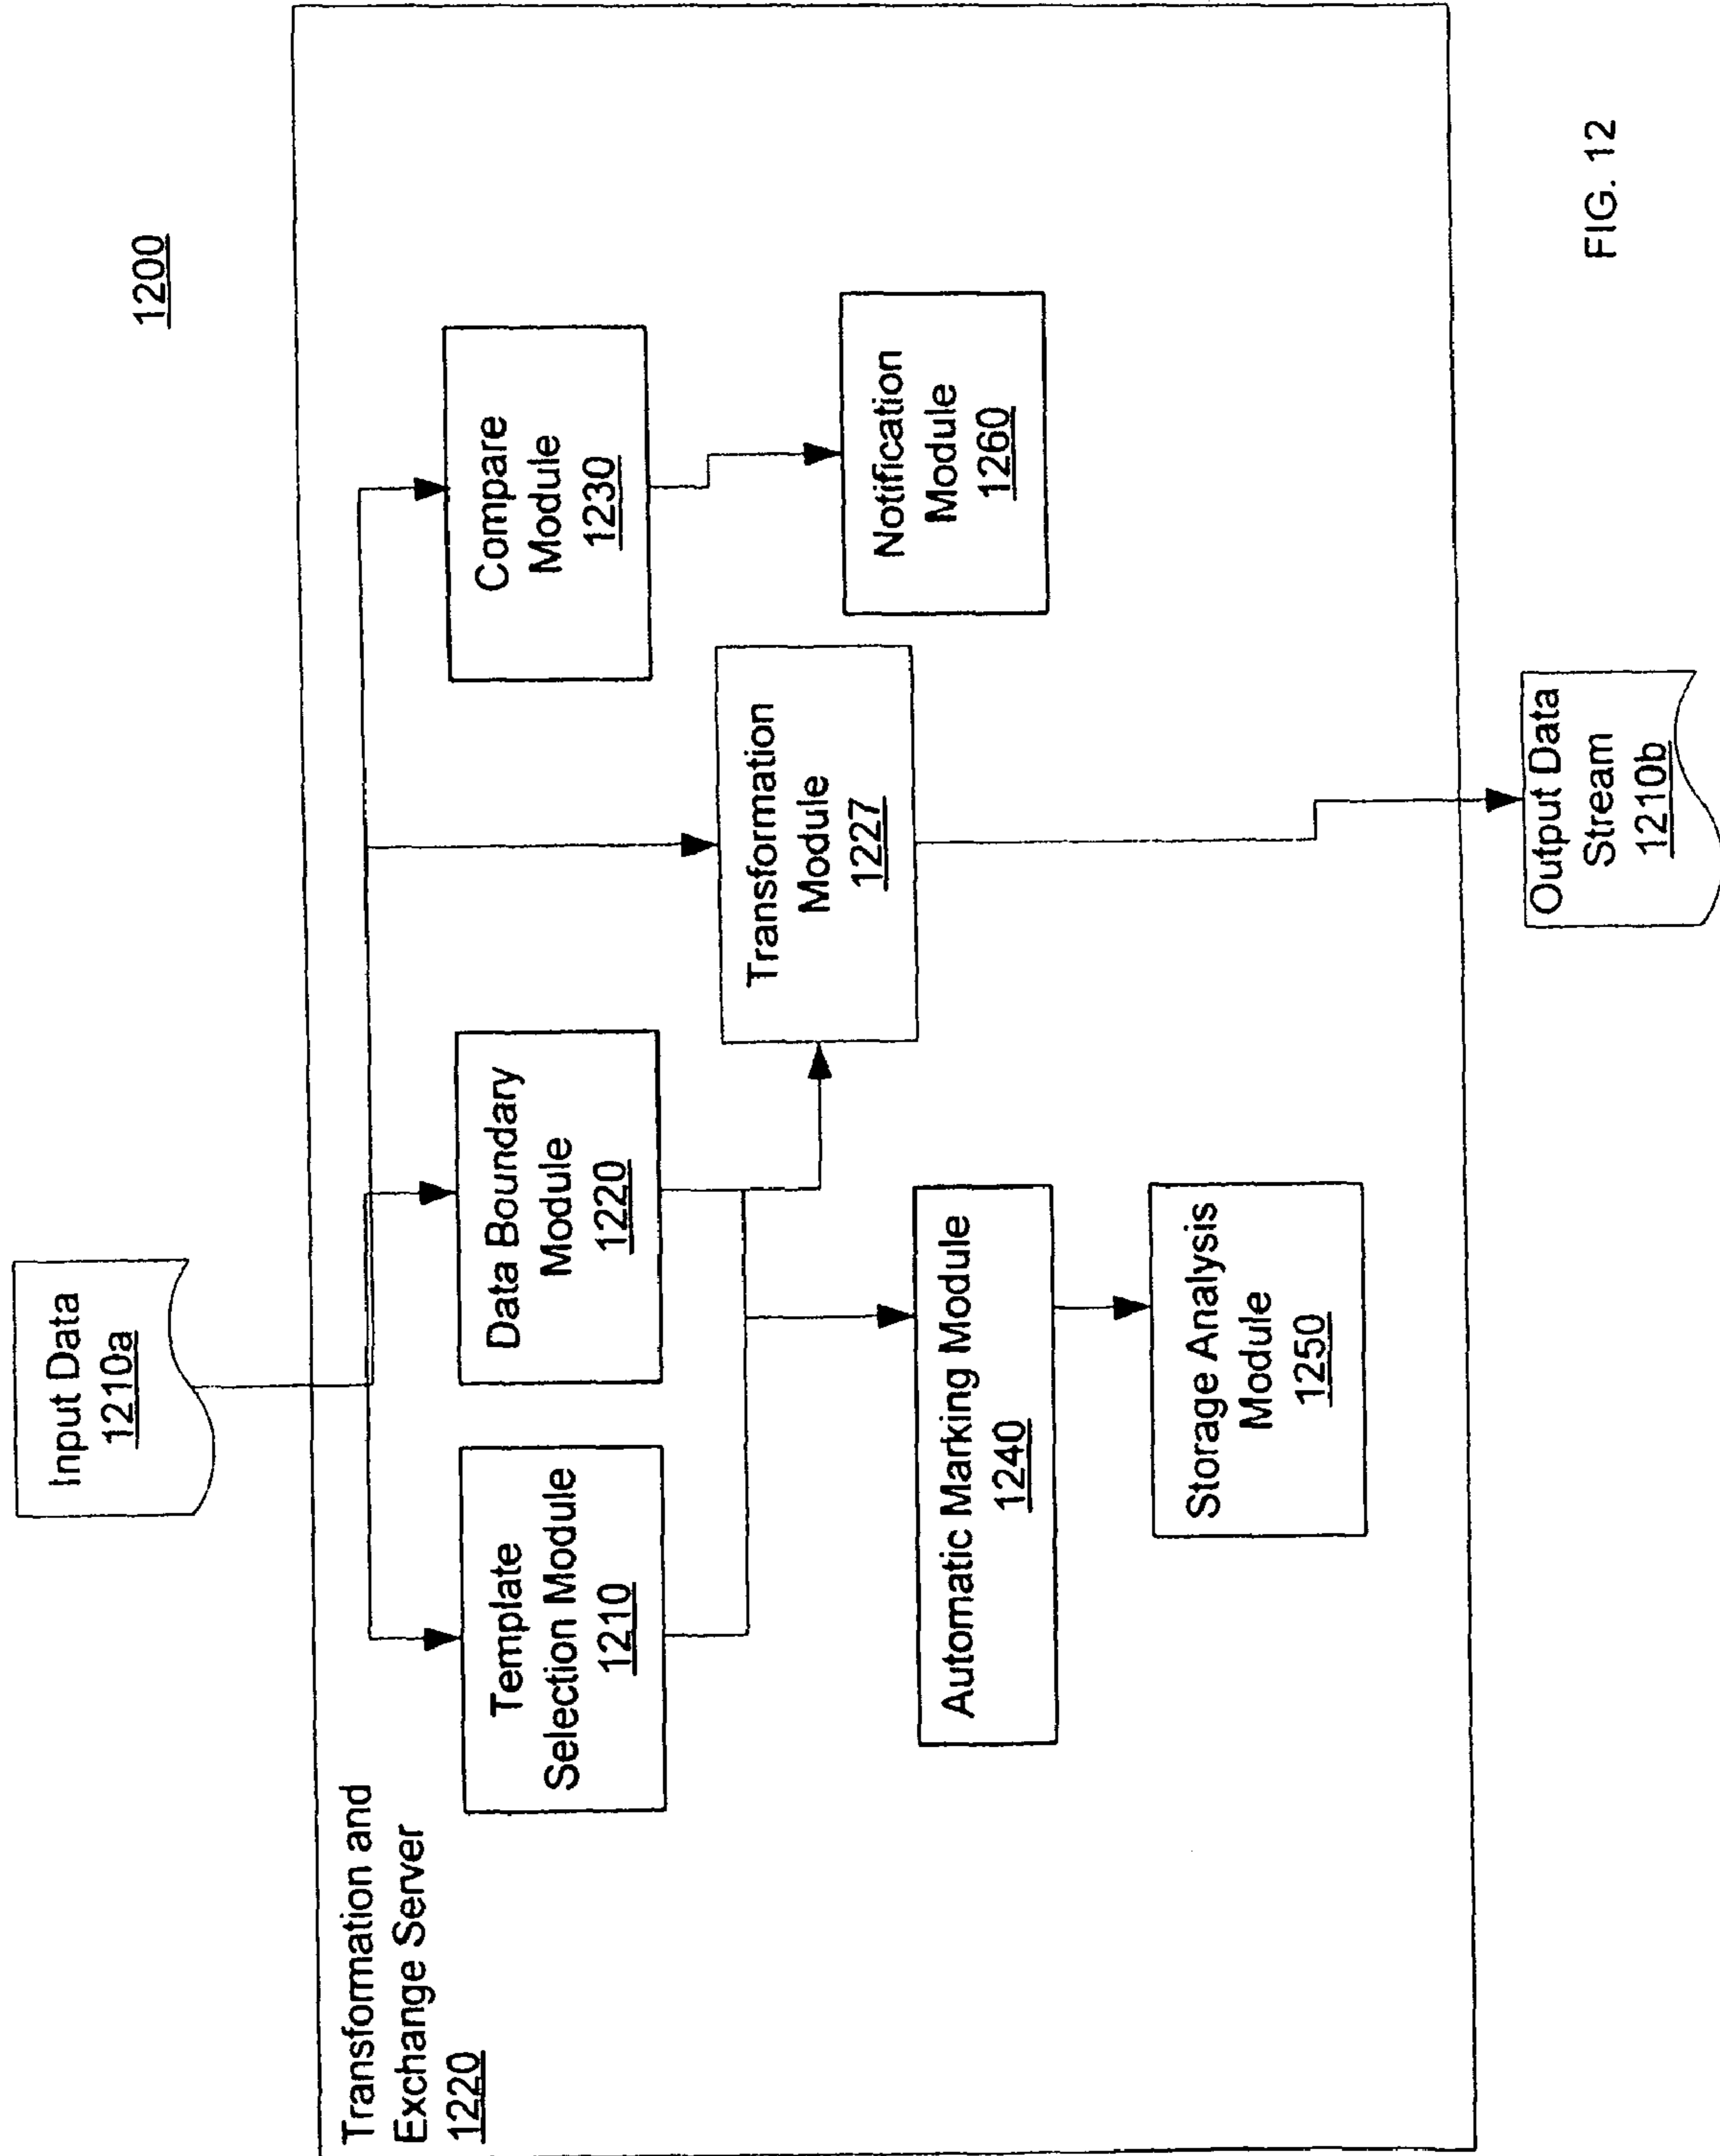 1200
Input Data
1210a
Transformation and
Exchange Server
1220
Template
Selection Module
1210
Data Boundary
Module
1220
Compare
Module
1230
Transformation
Module
1227
Notification
Module
1260
Automatic Marking Module
1240
Storage Analysis
Module
1250
Output Data
Stream
1210b
FIG. 12